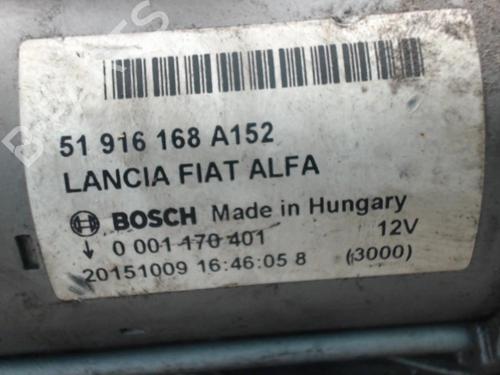 51 916 168 A152
LANCIA FIAT ALFA
BOSCH Made in Hungary
0 001 170 401 12V
20151009 16:46:05 8 (3000)